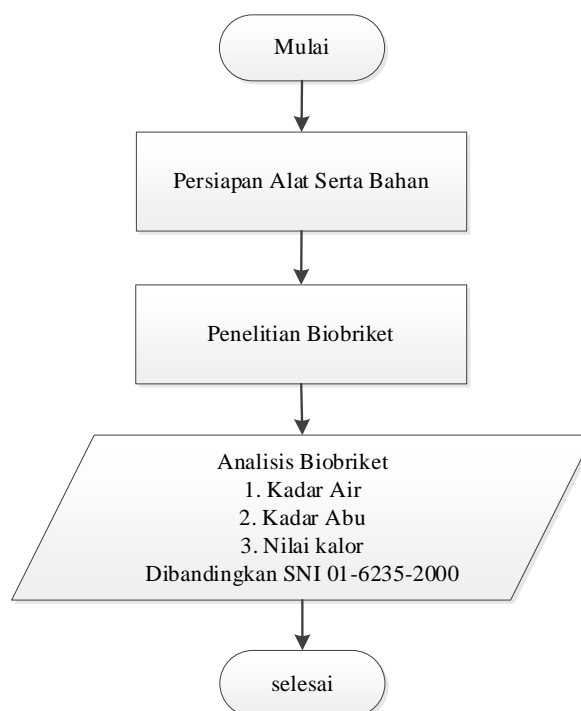 Mulai
Persiapan Alat Serta Bahan
Penelitian Biobriket
Analisis Biobriket
1. Kadar Air
2. Kadar Abu
3. Nilai kalor
Dibandingkan SNI 01-6235-2000
selesai